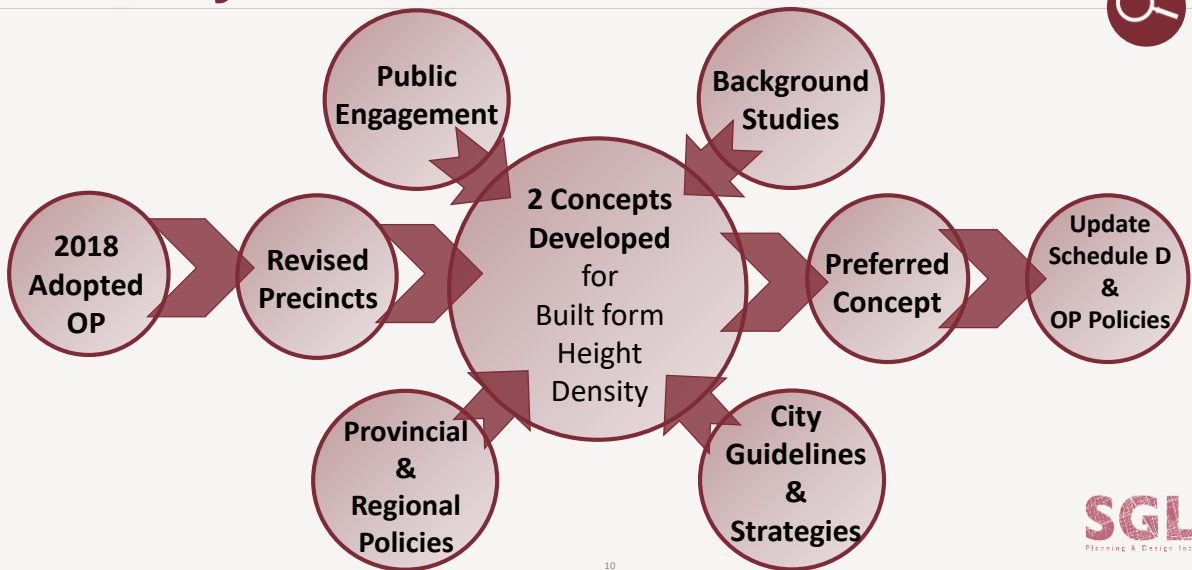 Public
Engagement
Background
Studies
2018
Adopted
OP
Revised
Precincts
2 Concepts
Developed
for
Built form
Height
Density
Preferred
Concept
Update
Schedule D
&
OP Policies
Provincial
&
Regional
Policies
City
Guidelines
&
Strategies
SGL
Planning & Design Inc
10